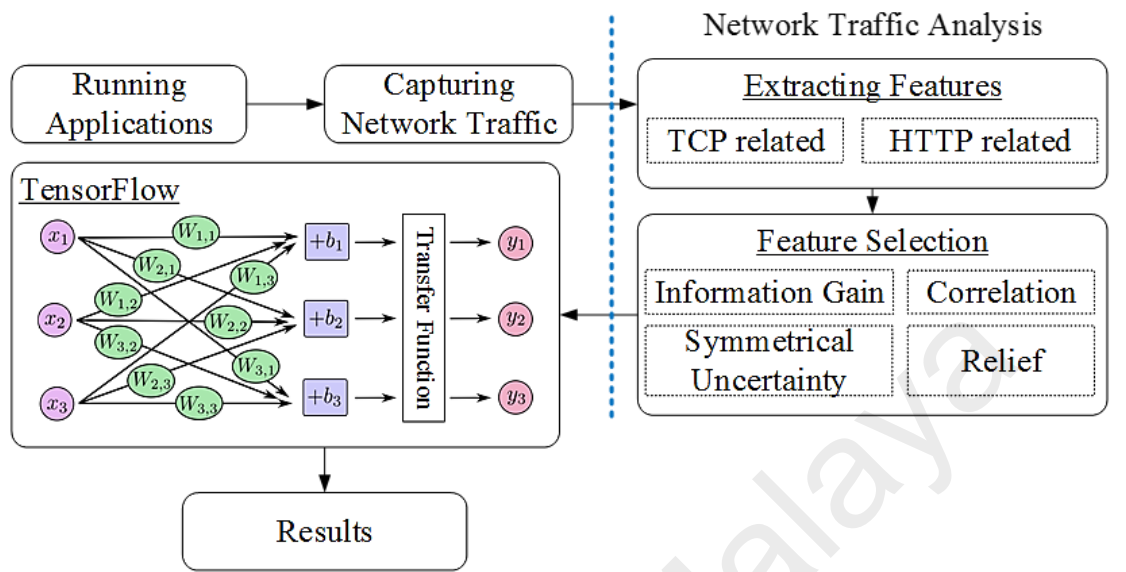 Network Traffic Analysis
Running
Applications
Capturing
Network Traffic
Extracting Features
TCP related
HTTP related
TensorFlow
x1
x2
x3
W1,1
W2,1
W1,3
W1,2
W2,2
W3,2
W3,1
W2,3
W3,3
+b1
+b2
+b3
Transfer Function
y1
y2
y3
Feature Selection
Information Gain
Correlation
Symmetrical
Uncertainty
Relief
Results
alaya